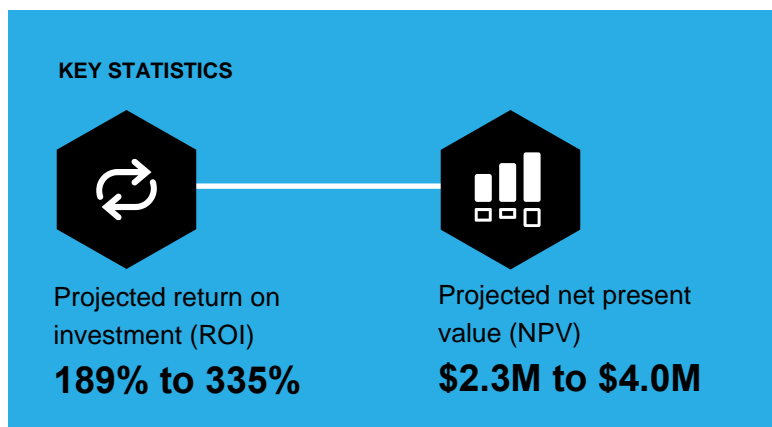 KEY STATISTICS
Projected return on
investment (ROI)
189% to 335%
Projected net present
value (NPV)
$2.3M to $4.0M